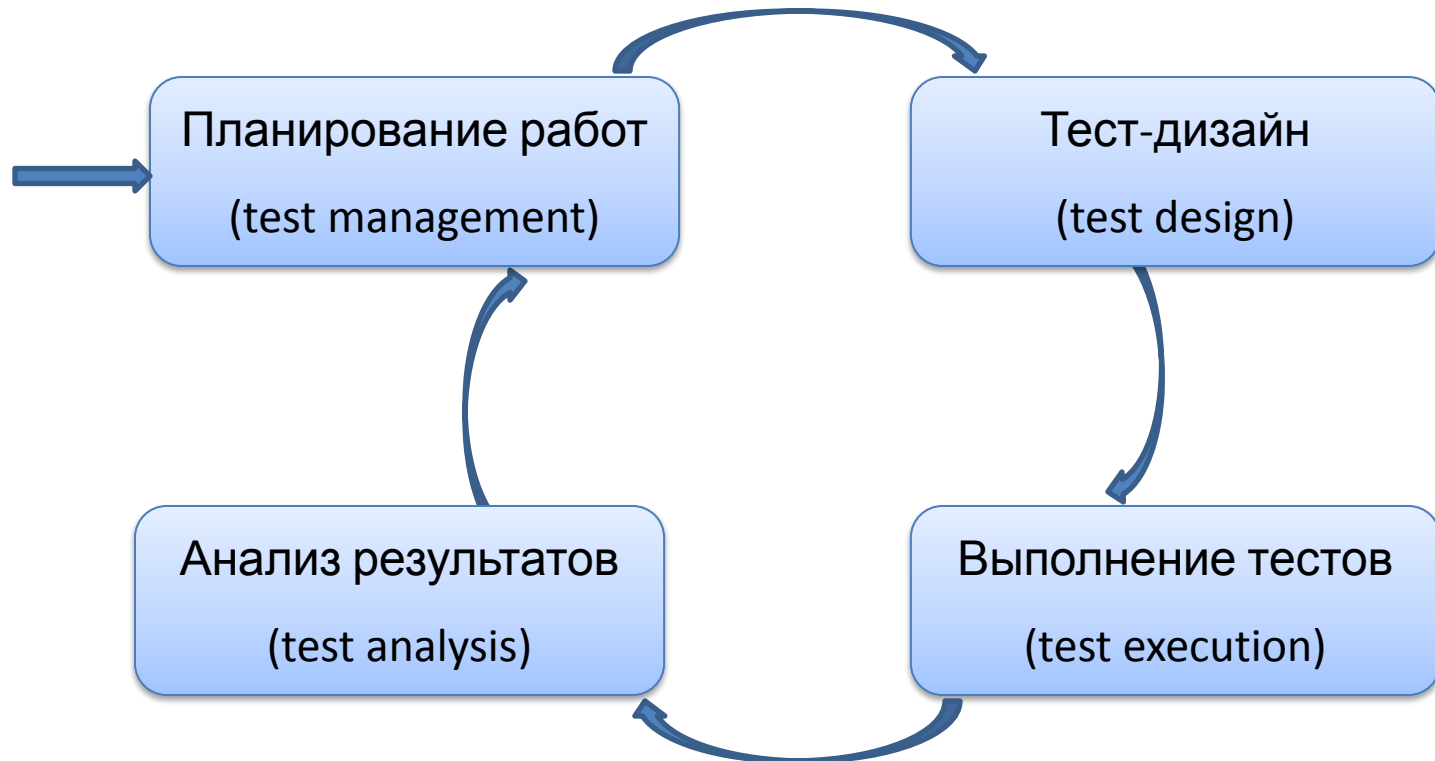 Планирование работ
(test management)
Тест-дизайн
(test design)
Анализ результатов
(test analysis)
Выполнение тестов
(test execution)